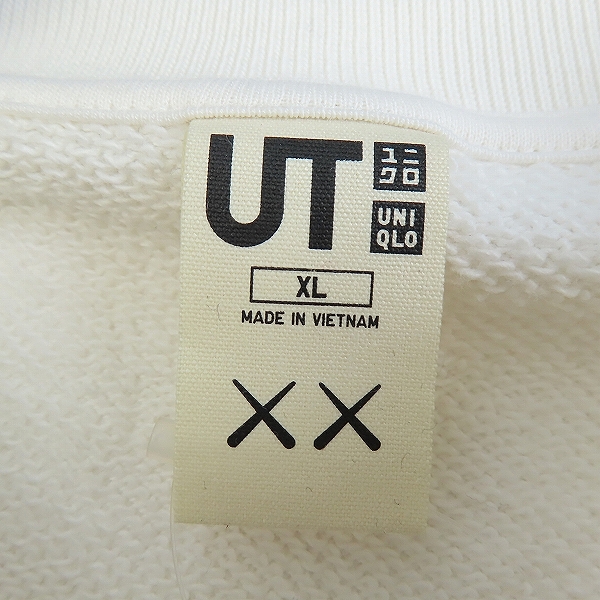 UT
ユニ
クロ
UNI
QLO
XL
MADE IN VIETNAM
XX